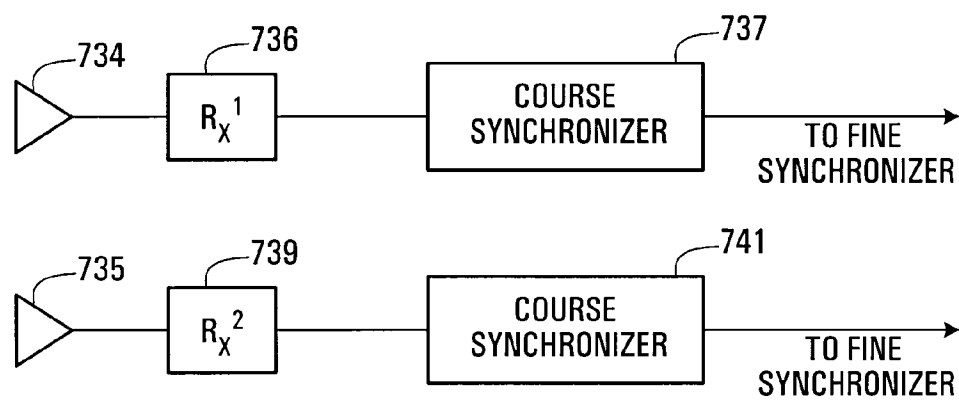 734
736
737
R_X^1
COURSE
SYNCHRONIZER
TO FINE
SYNCHRONIZER
735
739
741
R_X^2
COURSE
SYNCHRONIZER
TO FINE
SYNCHRONIZER